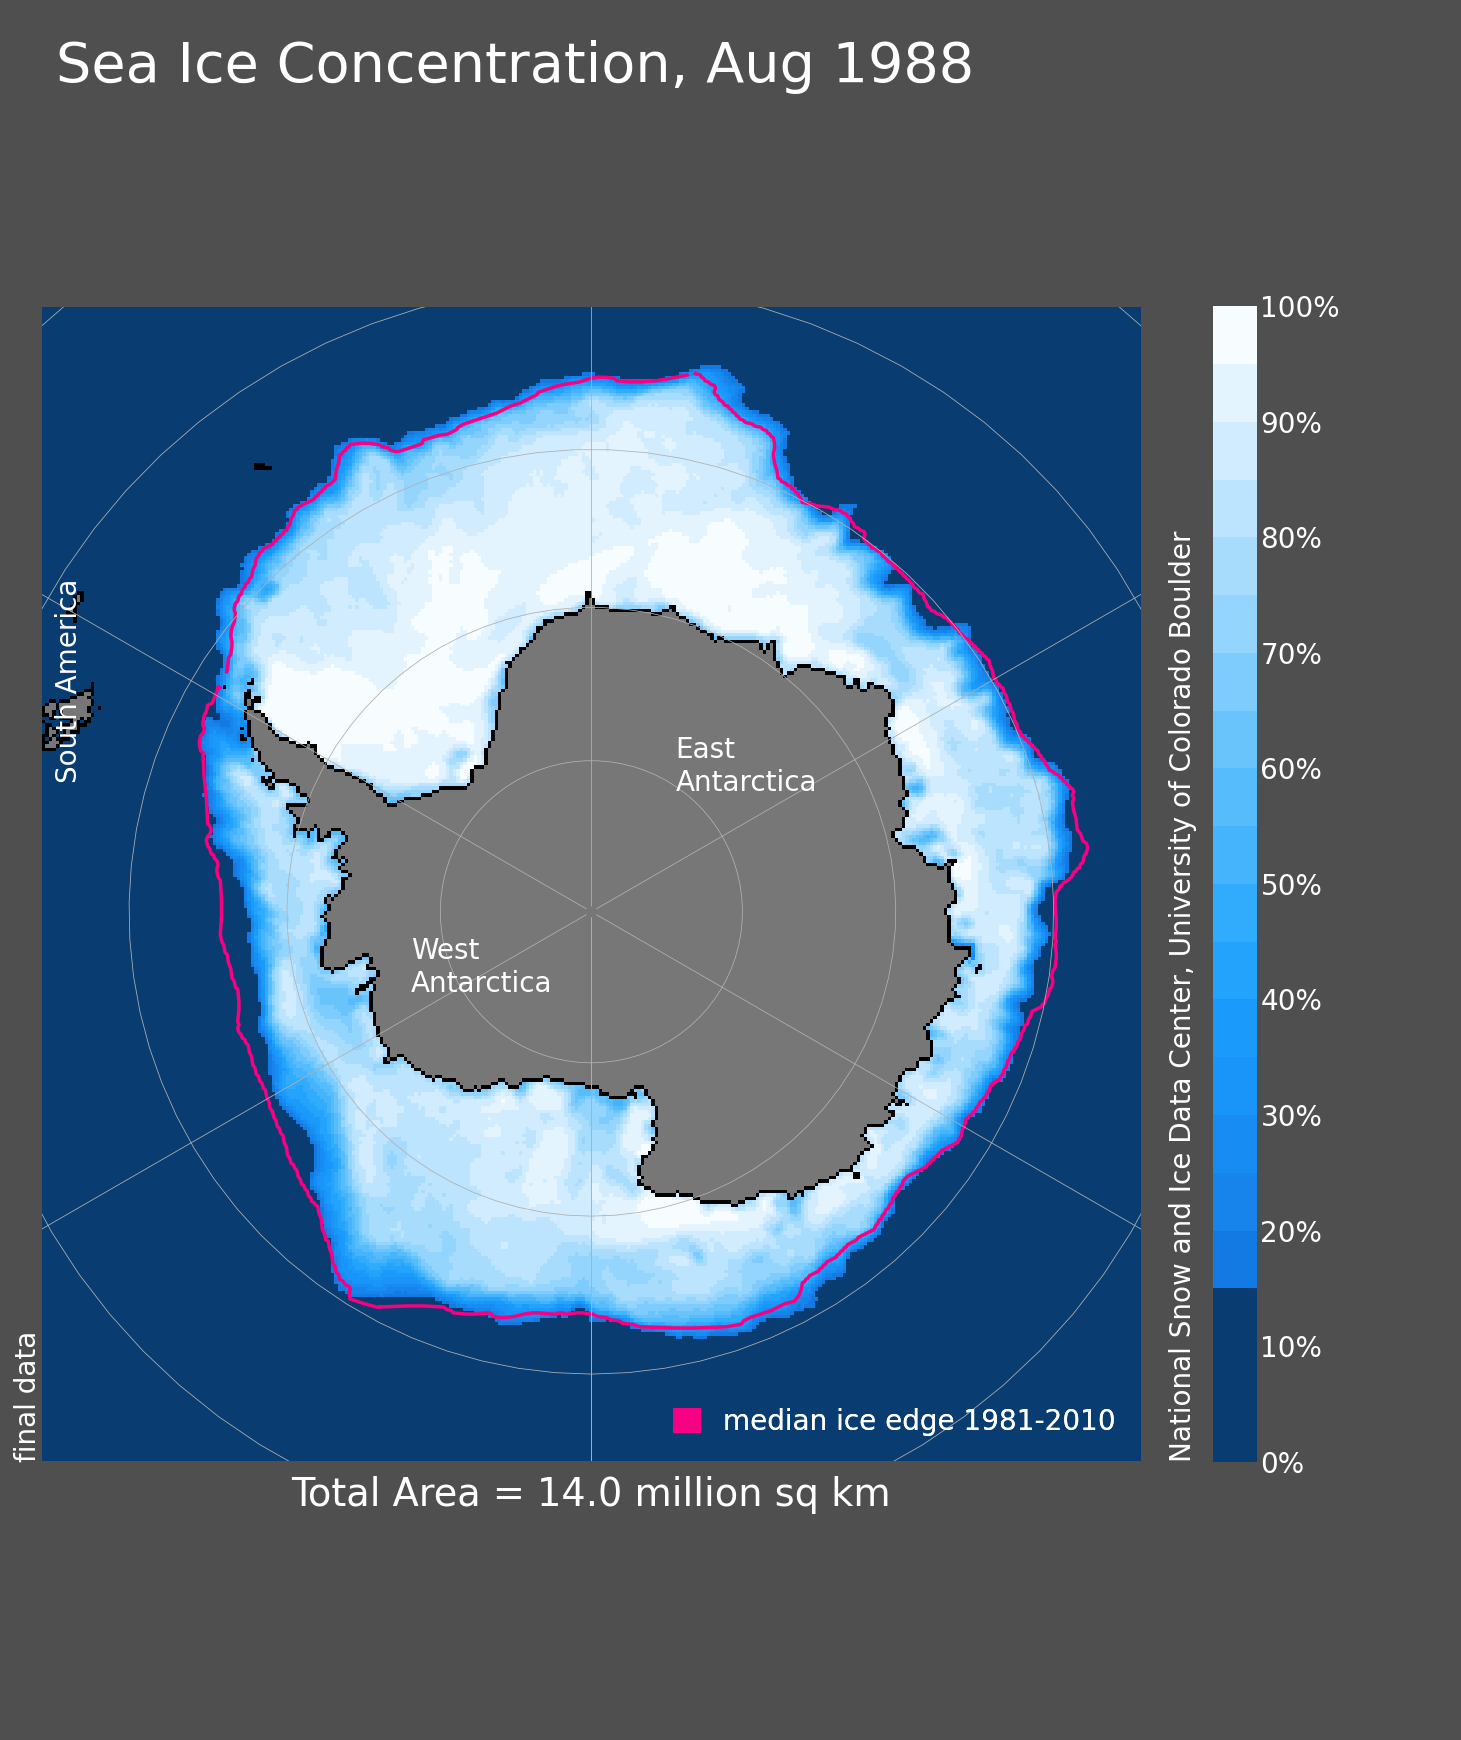 Sea Ice Concentration, Aug 1988
South America
East
Antarctica
West
Antarctica
final data
median ice edge 1981-2010
Total Area = 14.0 million sq km
National Snow and Ice Data Center, University of Colorado Boulder
100%
90%
80%
70%
60%
50%
40%
30%
20%
10%
0%